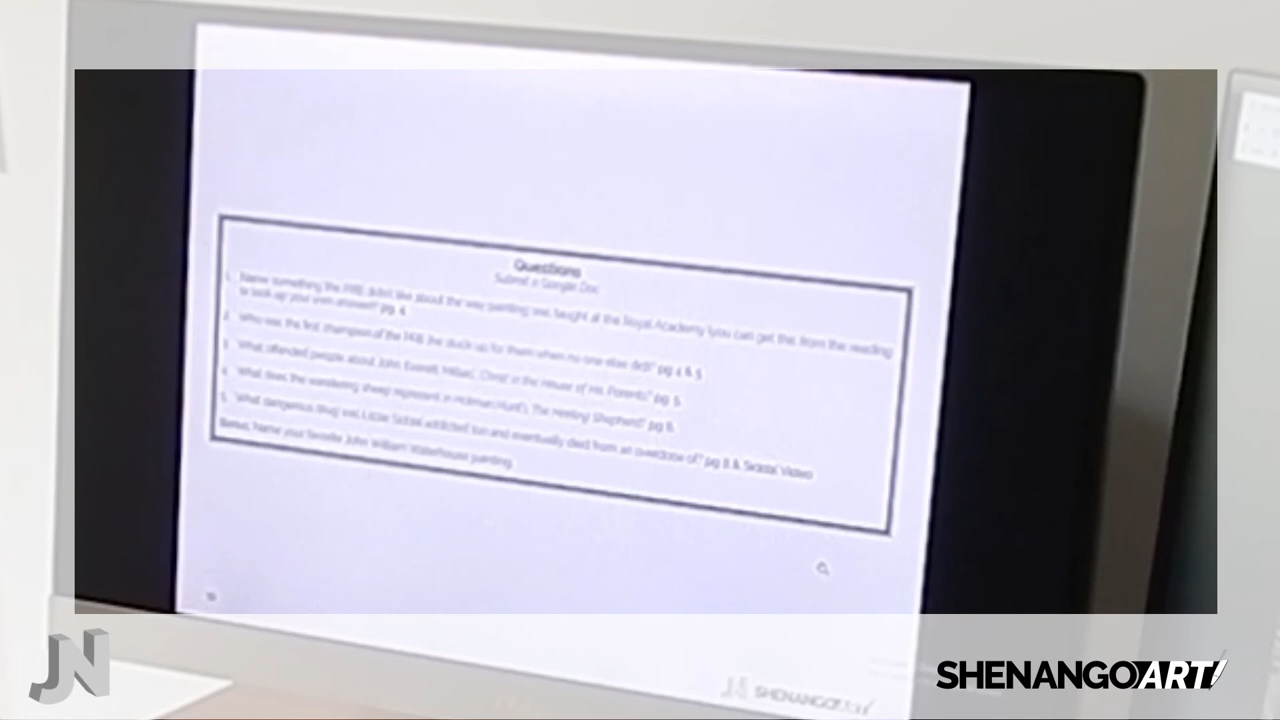 Questions
Submit in Google Doc
1. Name something the PRB didn't like about the way painting was taught at the Royal Academy (you can get this from the reading
to look up your own answer)? pg. 4
2. Who was the first champion of the PRB (he stuck up for them when no one else did)? pg 4 & 5
3. What offended people about John Everett Millais', Christ in the House of His Parents?" pg. 5
4. What does the wandering sheep represent in Holman Hunt's The Hireling Shepherd? pg 6
5. What dangerous drug was Lizzie Siddal addicted to and eventually died from an overdose of? pg 8 & Siddal Video
Bonus: Name your favorite John William Waterhouse painting.
JN SHENANGO
JN
SHENANGOART!